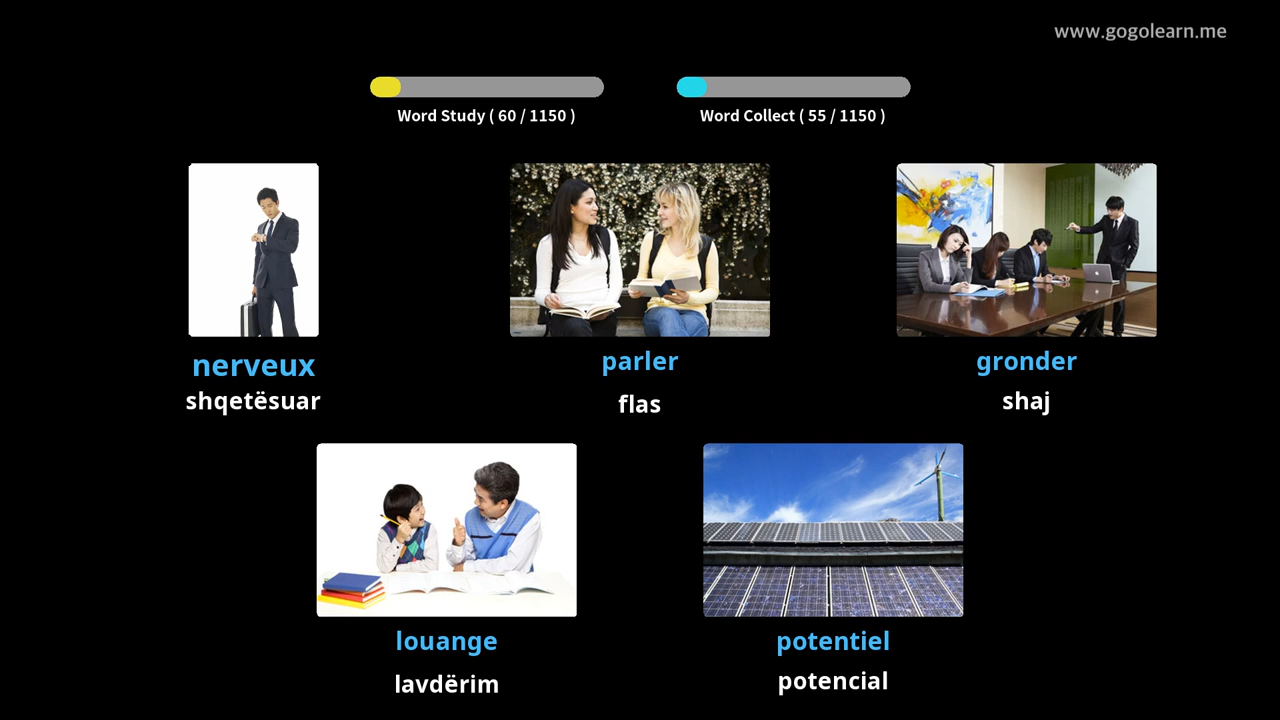 www.gogolearn.me
Word Study ( 60 / 1150 )
Word Collect ( 55 / 1150 )
nerveux
shqetësuar
parler
flas
gronder
shaj
louange
lavdërim
potentiel
potencial